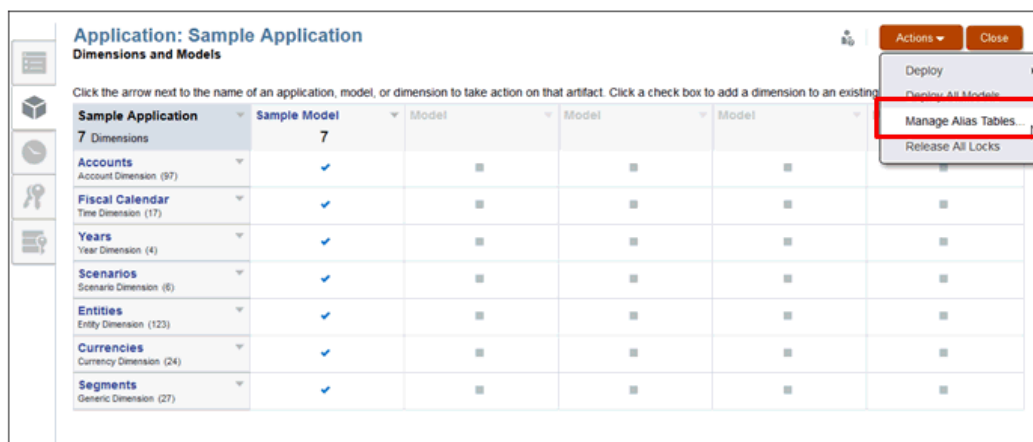 Application: Sample Application
Dimensions and Models
Actions
Close
Deploy
Deploy All Models
Manage Alias Tables...
Release All Locks
Click the arrow next to the name of an application, model, or dimension to take action on that artifact. Click a check box to add a dimension to an existing
Sample Application
7 Dimensions
Sample Model
7
Model
Model
Model
Accounts
Account Dimension (97)
Fiscal Calendar
Time Dimension (17)
Years
Year Dimension (4)
Scenarios
Scenario Dimension (6)
Entities
Entity Dimension (123)
Currencies
Currency Dimension (24)
Segments
Generic Dimension (27)